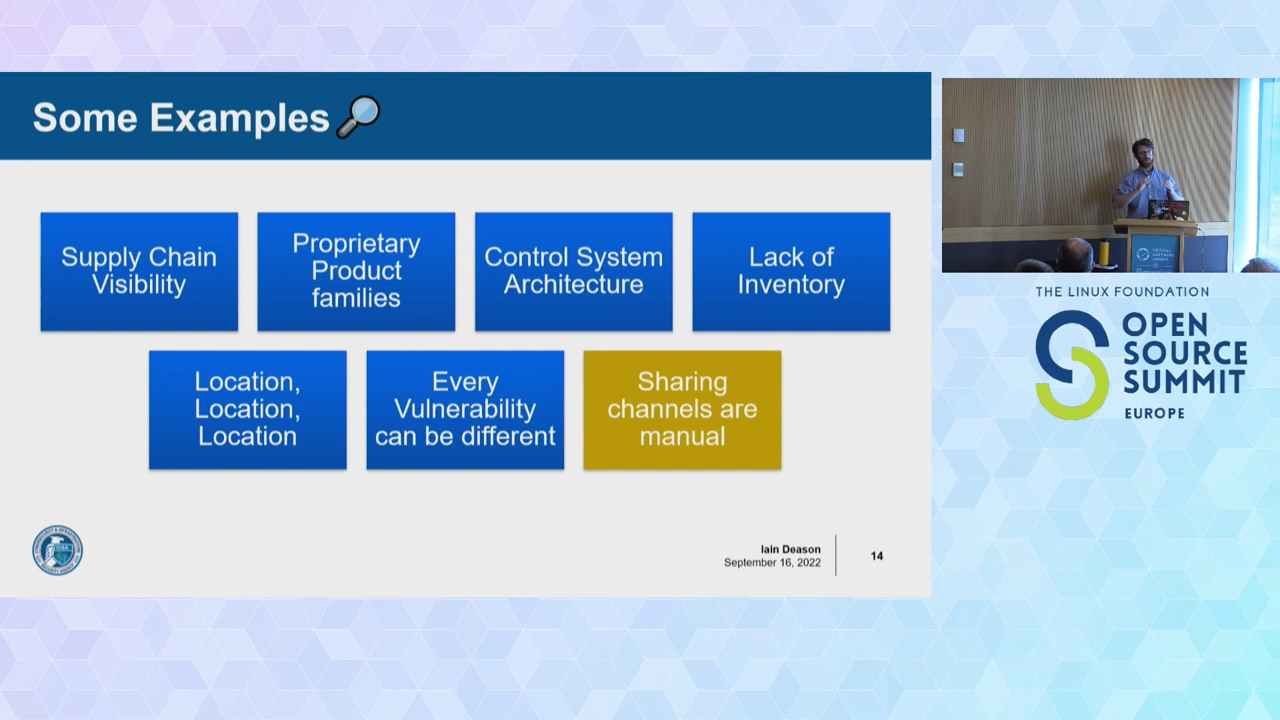 Some Examples
Supply Chain
Visibility
Proprietary
Product
families
Control System
Architecture
Lack of
Inventory
Location,
Location,
Location
Every
Vulnerability
can be different
Sharing
channels are
manual
Iain Deason
September 16, 2022
14
THE LINUX FOUNDATION
OPEN
SOURCE
SUMMIT
EUROPE